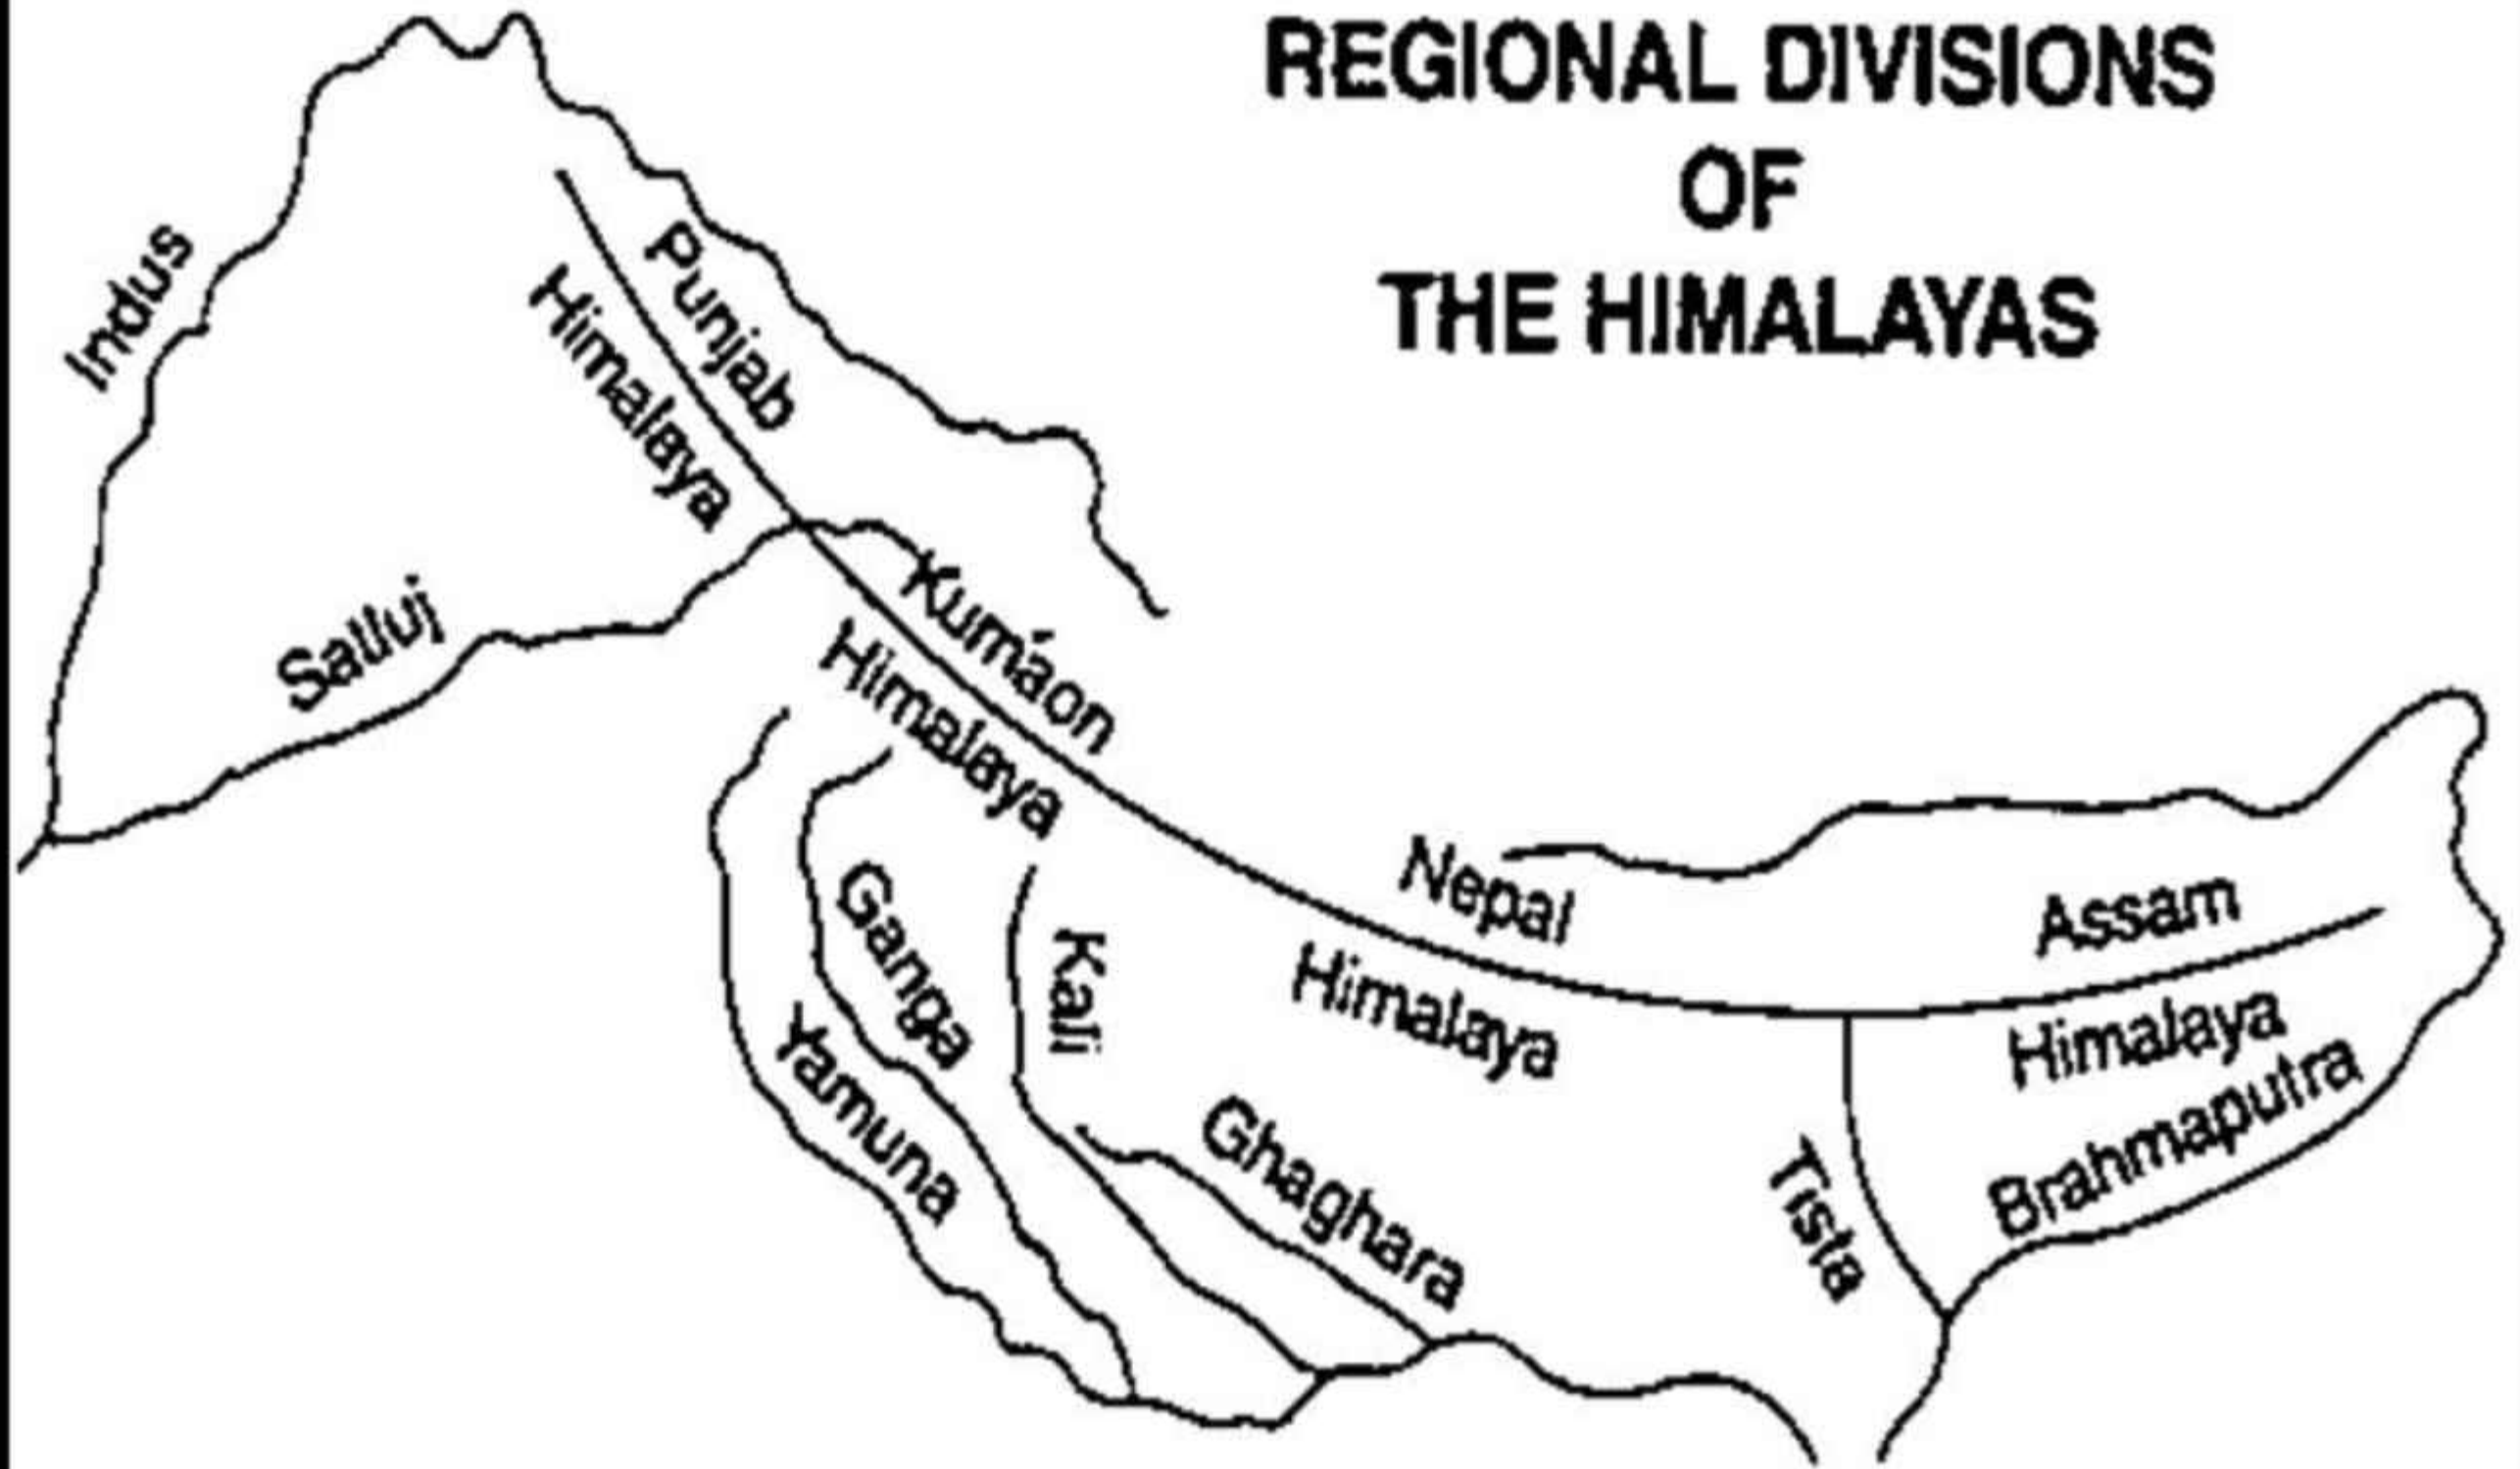 REGIONAL DIVISIONS
OF
THE HIMALAYAS
Indus
Punjab
Himalaya
Satluj
Kumaon
Himalaya
Nepal
Himalaya
Assam
Himalaya
Ganga
Kali
Yamuna
Ghaghara
Tista
Brahmaputra